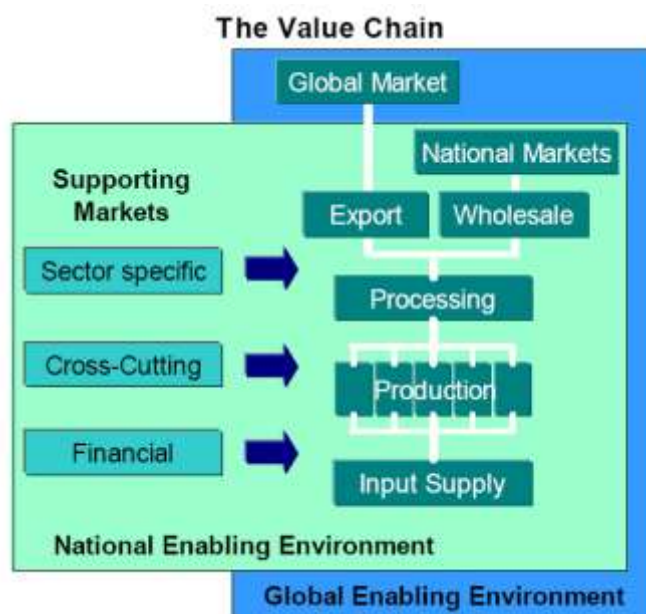 The Value Chain
Global Market
National Markets
Supporting
Markets
Export
Wholesale
Sector specific
Processing
Cross-Cutting
Production
Financial
Input Supply
National Enabling Environment
Global Enabling Environment